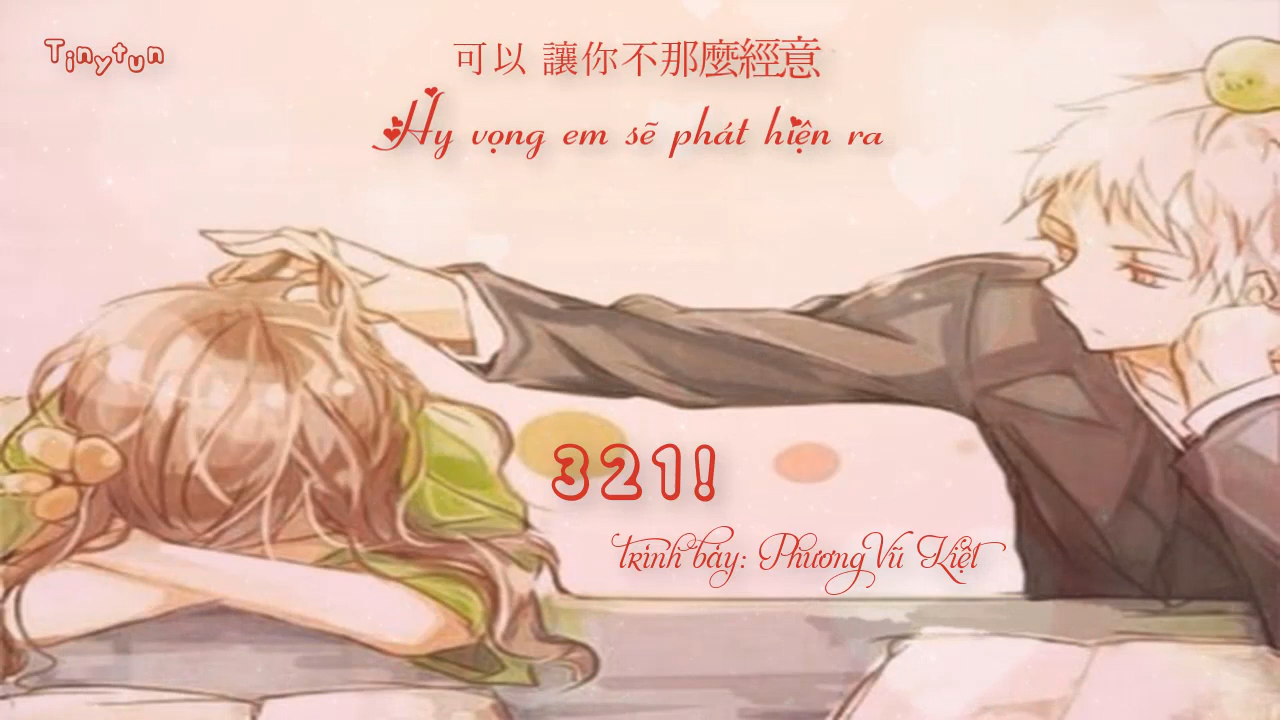 Tinytun
可以 讓你不那麼經意
Hy vọng em sẽ phát hiện ra
321!
trình bày: Phương Vũ Kiệt